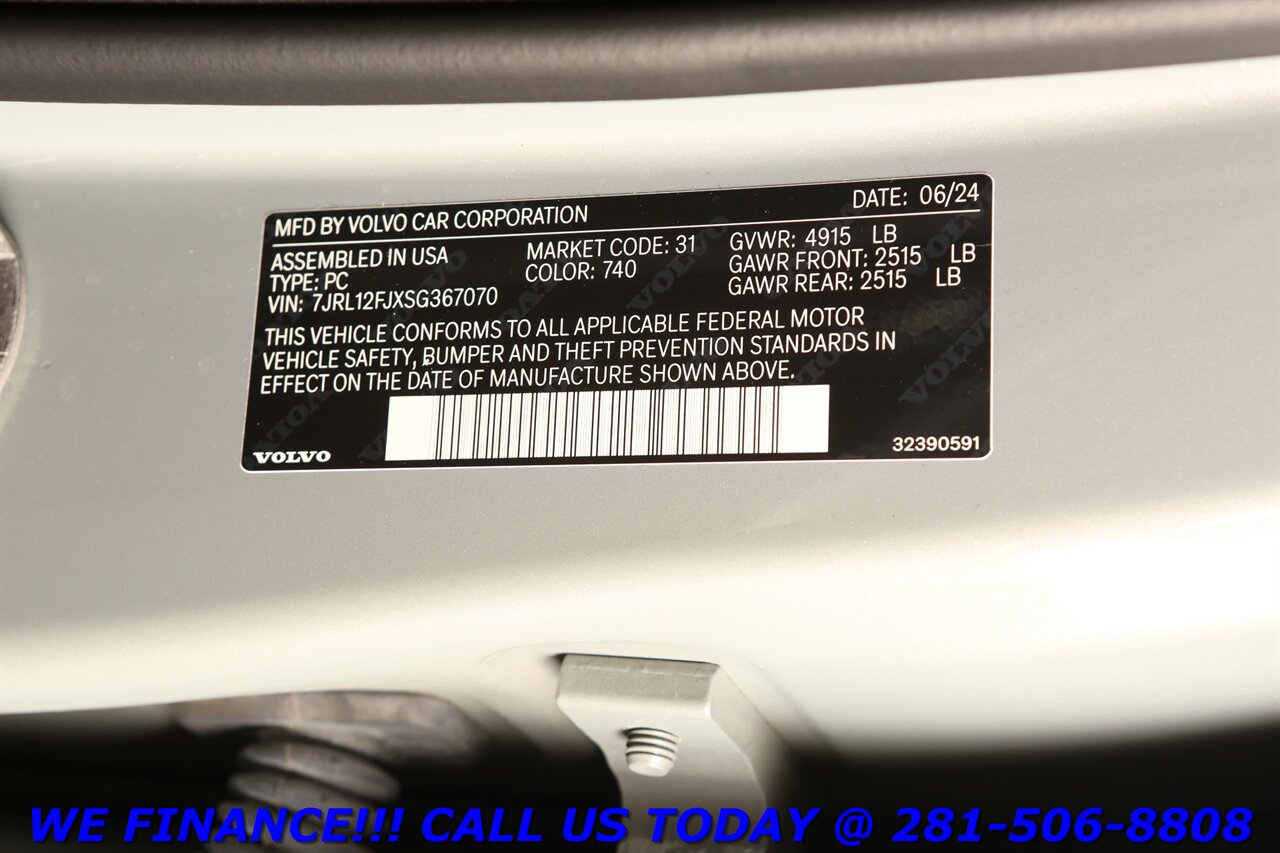 MFD BY VOLVO CAR CORPORATION DATE: 06/24
ASSEMBLED IN USA MARKET CODE: 31 GVWR: 4915 LB
TYPE: PC COLOR: 740 GAWR FRONT: 2515 LB
VIN: 7JRL12FJXSG367070 GAWR REAR: 2515 LB
THIS VEHICLE CONFORMS TO ALL APPLICABLE FEDERAL MOTOR
VEHICLE SAFETY, BUMPER AND THEFT PREVENTION STANDARDS IN
EFFECT ON THE DATE OF MANUFACTURE SHOWN ABOVE.
VOLVO 32390591
WE FINANCE!!! CALL US TODAY @ 281-506-8808